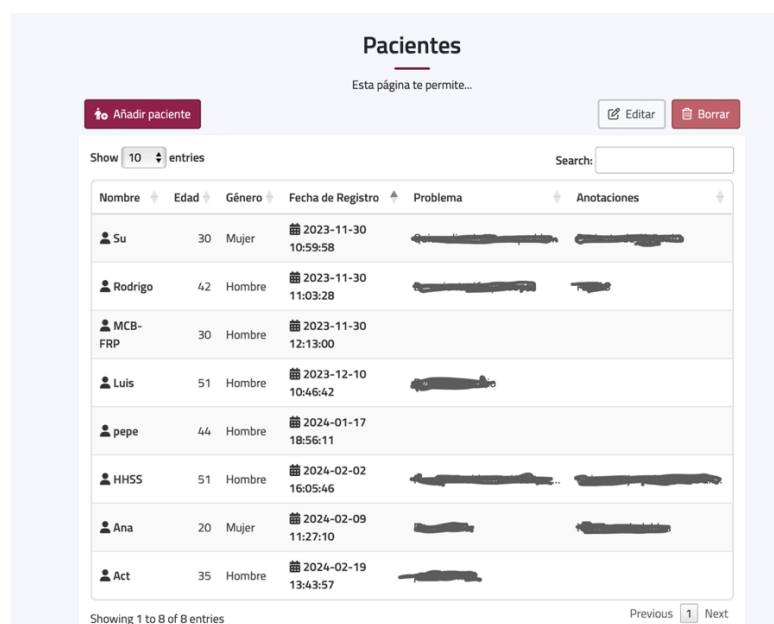 Pacientes
Esta página te permite...
Añadir paciente
Editar
Borrar
Show 10 entries
Search:
Nombre Edad Género Fecha de Registro Problema Anotaciones
Su 30 Mujer 2023-11-30
10:59:58
Rodrigo 42 Hombre 2023-11-30
11:03:28
MCB-
FRP 30 Hombre 2023-11-30
12:13:00
Luis 51 Hombre 2023-12-10
10:46:42
pepe 44 Hombre 2024-01-17
18:56:11
HHSS 51 Hombre 2024-02-02
16:05:46
Ana 20 Mujer 2024-02-09
11:27:10
Act 35 Hombre 2024-02-19
13:43:57
Showing 1 to 8 of 8 entries
Previous 1 Next